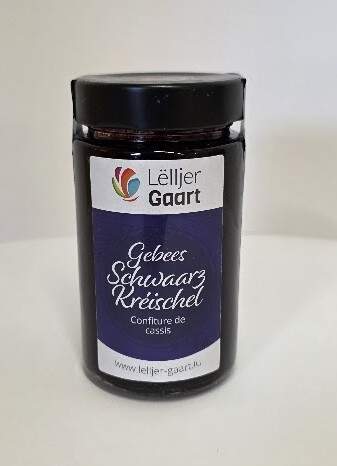 Lëlljer
Gaart
Gebees
Schwaarz
Kréischel
Confiture de
cassis
www.lelljer-gaart.lu